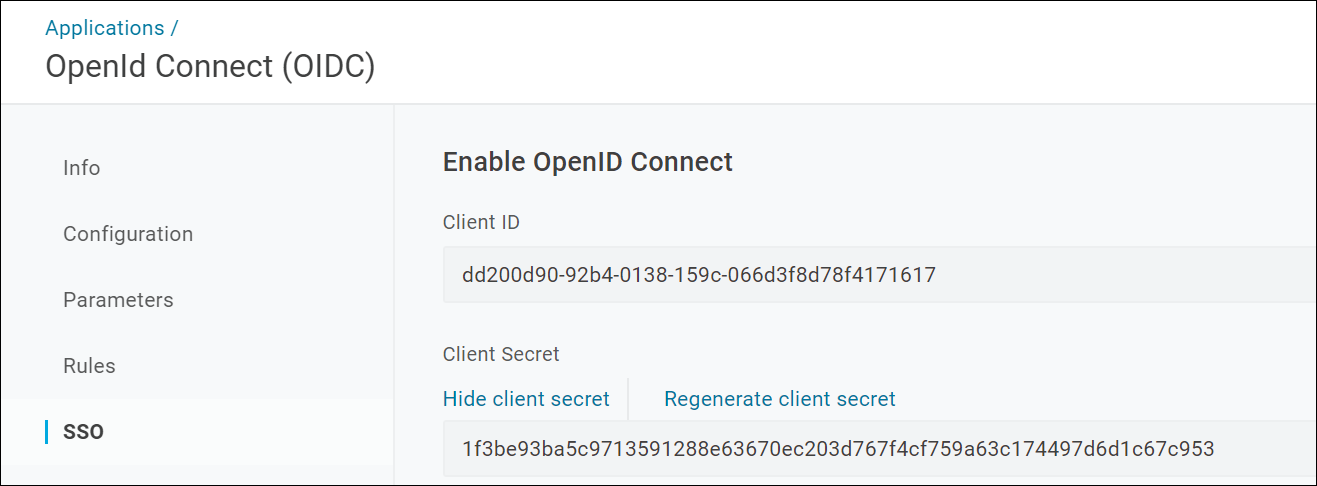 Applications /
OpenId Connect (OIDC)
Info
Configuration
Parameters
Rules
SSO
Enable OpenID Connect
Client ID
dd200d90-92b4-0138-159c-066d3f8d78f4171617
Client Secret
Hide client secret
Regenerate client secret
1f3be93ba5c9713591288e63670ec203d767f4cf759a63c174497d6d1c67c953